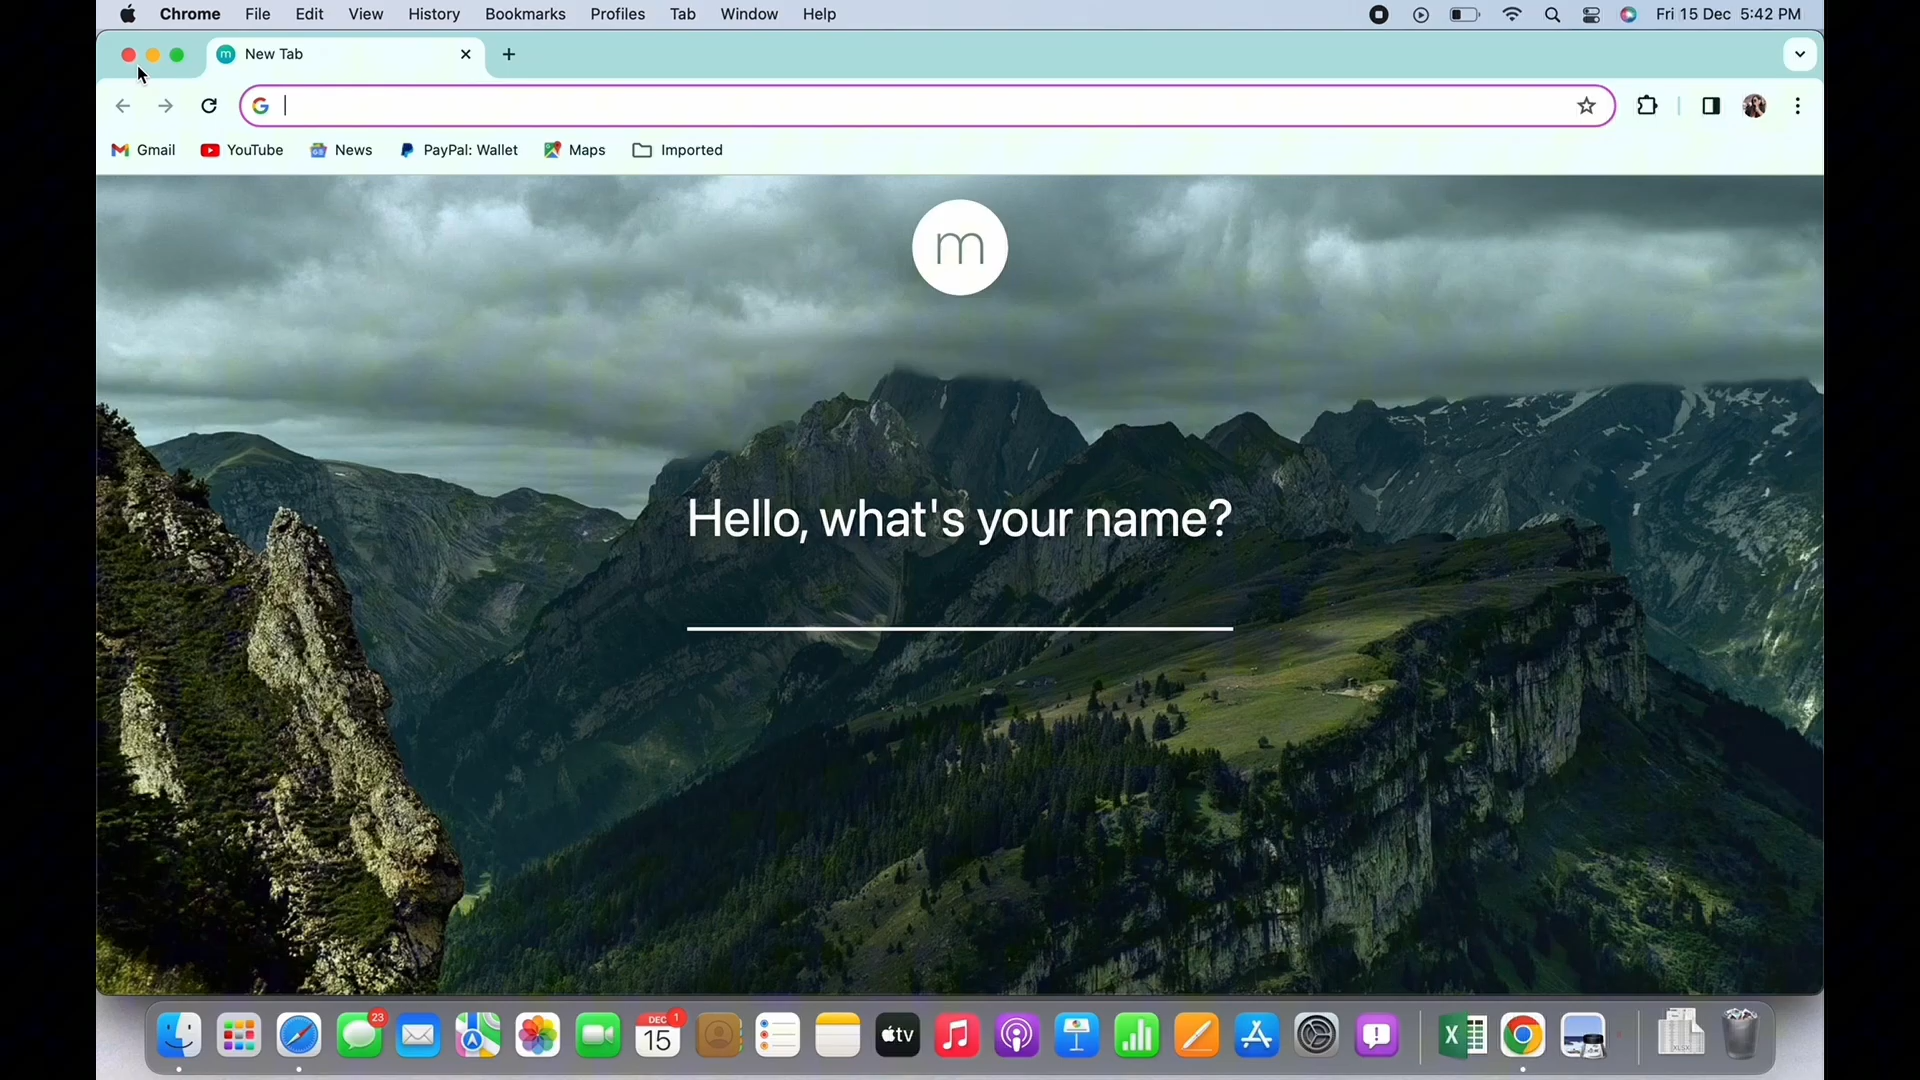 Chrome File Edit View History Bookmarks Profiles Tab Window Help Fri 15 Dec 5:42 PM
m New Tab
G
Gmail YouTube News PayPal: Wallet Maps Imported
m
Hello, what's your name?
23 DEC 1 15 tv X XLSX